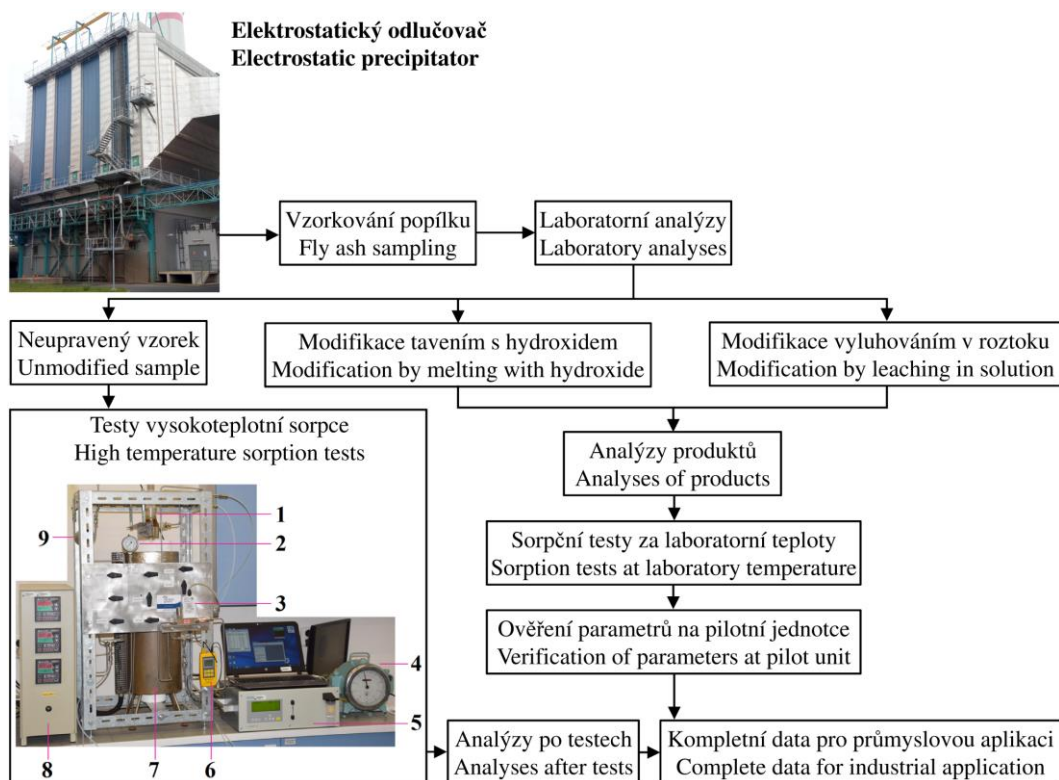 Elektrostatický odlučovač
Electrostatic precipitator
Vzorkování popílku
Fly ash sampling
Laboratorní analýzy
Laboratory analyses
Neupravený vzorek
Unmodified sample
Modifikace tavením s hydroxidem
Modification by melting with hydroxide
Modifikace vyluhováním v roztoku
Modification by leaching in solution
Testy vysokoteplotní sorpce
High temperature sorption tests
1
2
3
4
5
6
7
8
9
Analýzy produktů
Analyses of products
Sorpční testy za laboratorní teploty
Sorption tests at laboratory temperature
Ověření parametrů na pilotní jednotce
Verification of parameters at pilot unit
Analýzy po testech
Analyses after tests
Kompletní data pro průmyslovou aplikaci
Complete data for industrial application